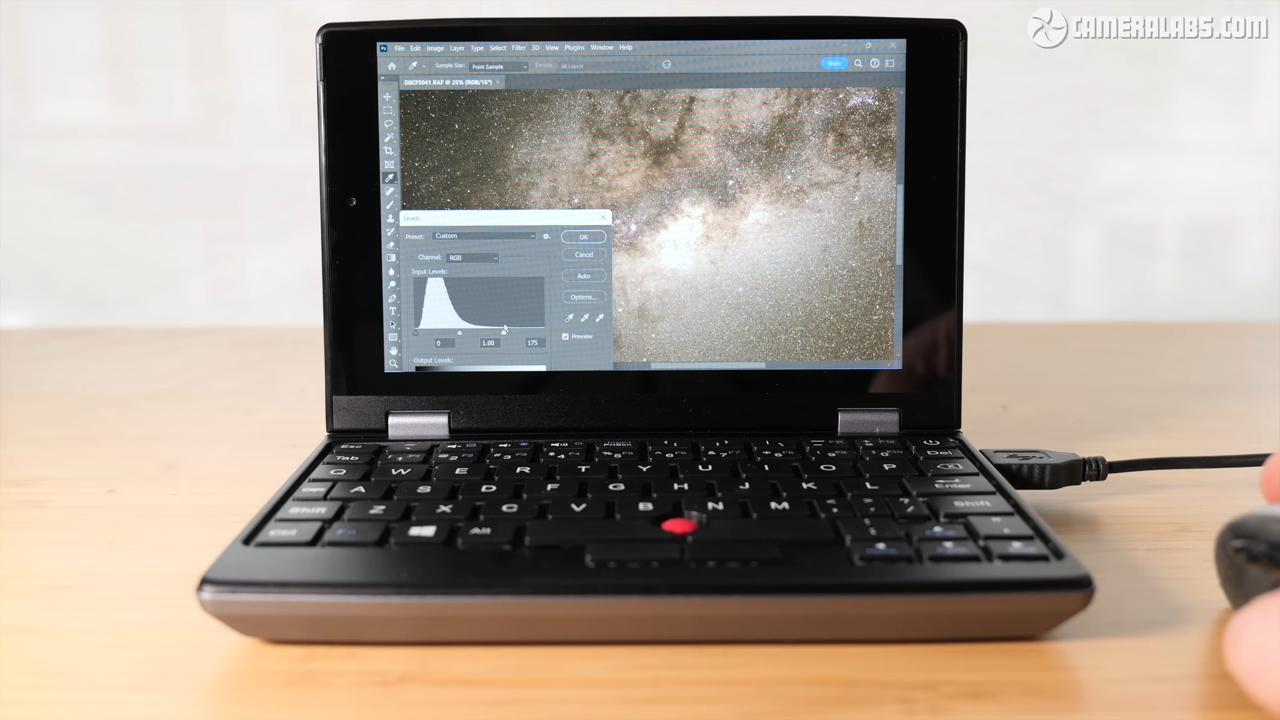 CAMERALABS.COM
Ps File Edit Image Layer Type Select Filter 3D View Plugins Window Help
Sample Size: Point Sample All Layers Share
DSCF5041.RAF @ 25% (RGB/16*) ×
Levels
Preset: Custom OK
Channel: RGB Cancel
Input Levels: Auto
Options...
Preview
0 1.00 175
Output Levels:
Esc
Tab Del
Q W E R T Y U I O P
A S D F G H J K L Enter
Shift Z X C V B N M Shift
Ctrl Fn Alt